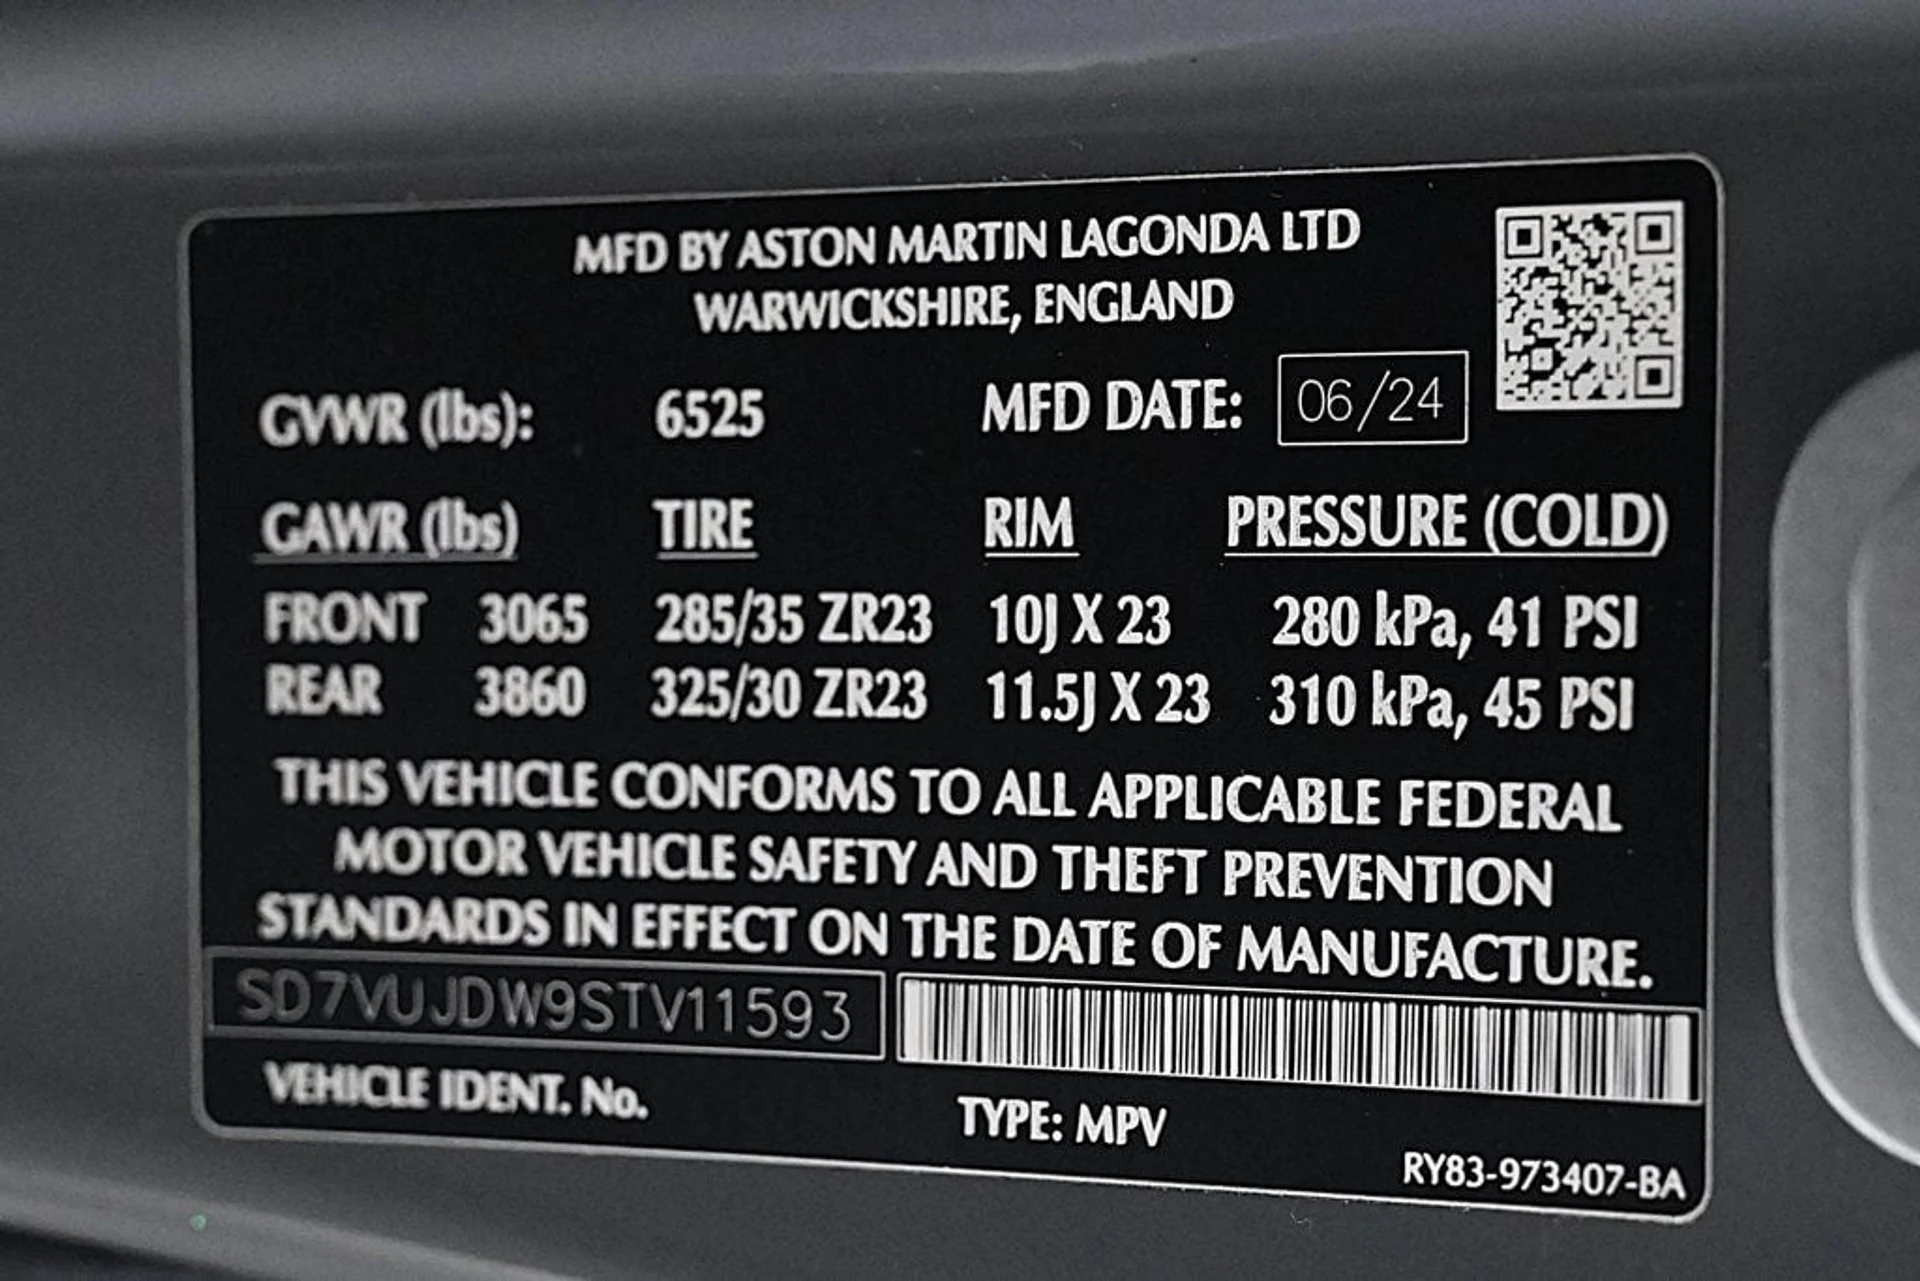 MFD BY ASTON MARTIN LAGONDA LTD
WARWICKSHIRE, ENGLAND
GVWR (lbs): 6525 MFD DATE: 06/24
GAWR (lbs) TIRE RIM PRESSURE (COLD)
FRONT 3065 285/35 ZR23 10J X 23 280 kPa, 41 PSI
REAR 3860 325/30 ZR23 11.5J X 23 310 kPa, 45 PSI
THIS VEHICLE CONFORMS TO ALL APPLICABLE FEDERAL
MOTOR VEHICLE SAFETY AND THEFT PREVENTION
STANDARDS IN EFFECT ON THE DATE OF MANUFACTURE.
SD7VUJDW9STV11593
VEHICLE IDENT. No.
TYPE: MPV
RY83-973407-BA